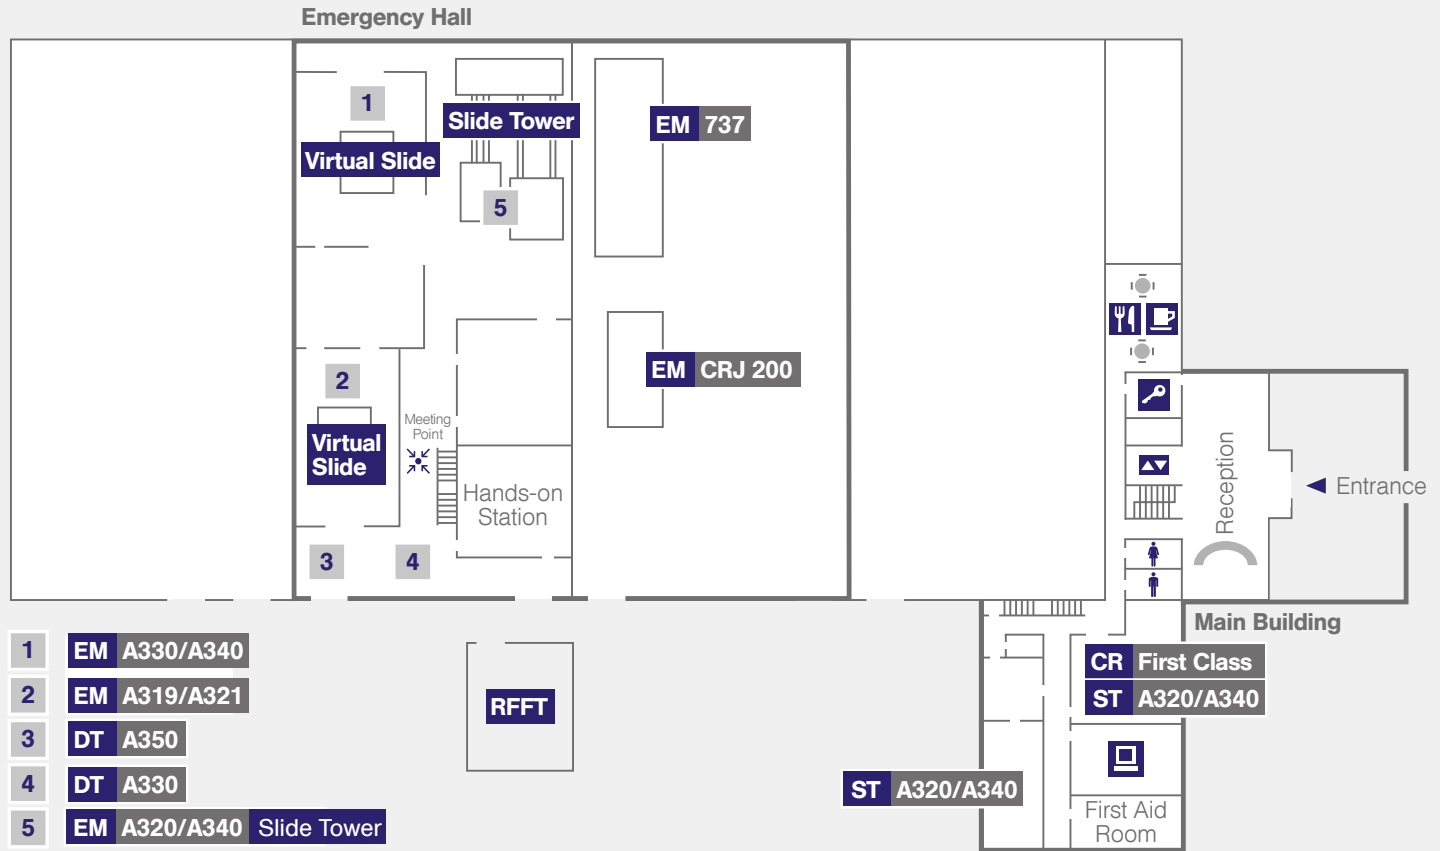 Emergency Hall
1
Virtual Slide
Slide Tower
5
EM 737
EM CRJ 200
2
Virtual
Slide
Meeting
Point
Hands-on
Station
3
4
Reception
Entrance
Main Building
1 EM A330/A340
2 EM A319/A321
3 DT A350
4 DT A330
5 EM A320/A340 Slide Tower
RFFT
CR First Class
ST A320/A340
ST A320/A340
First Aid
Room